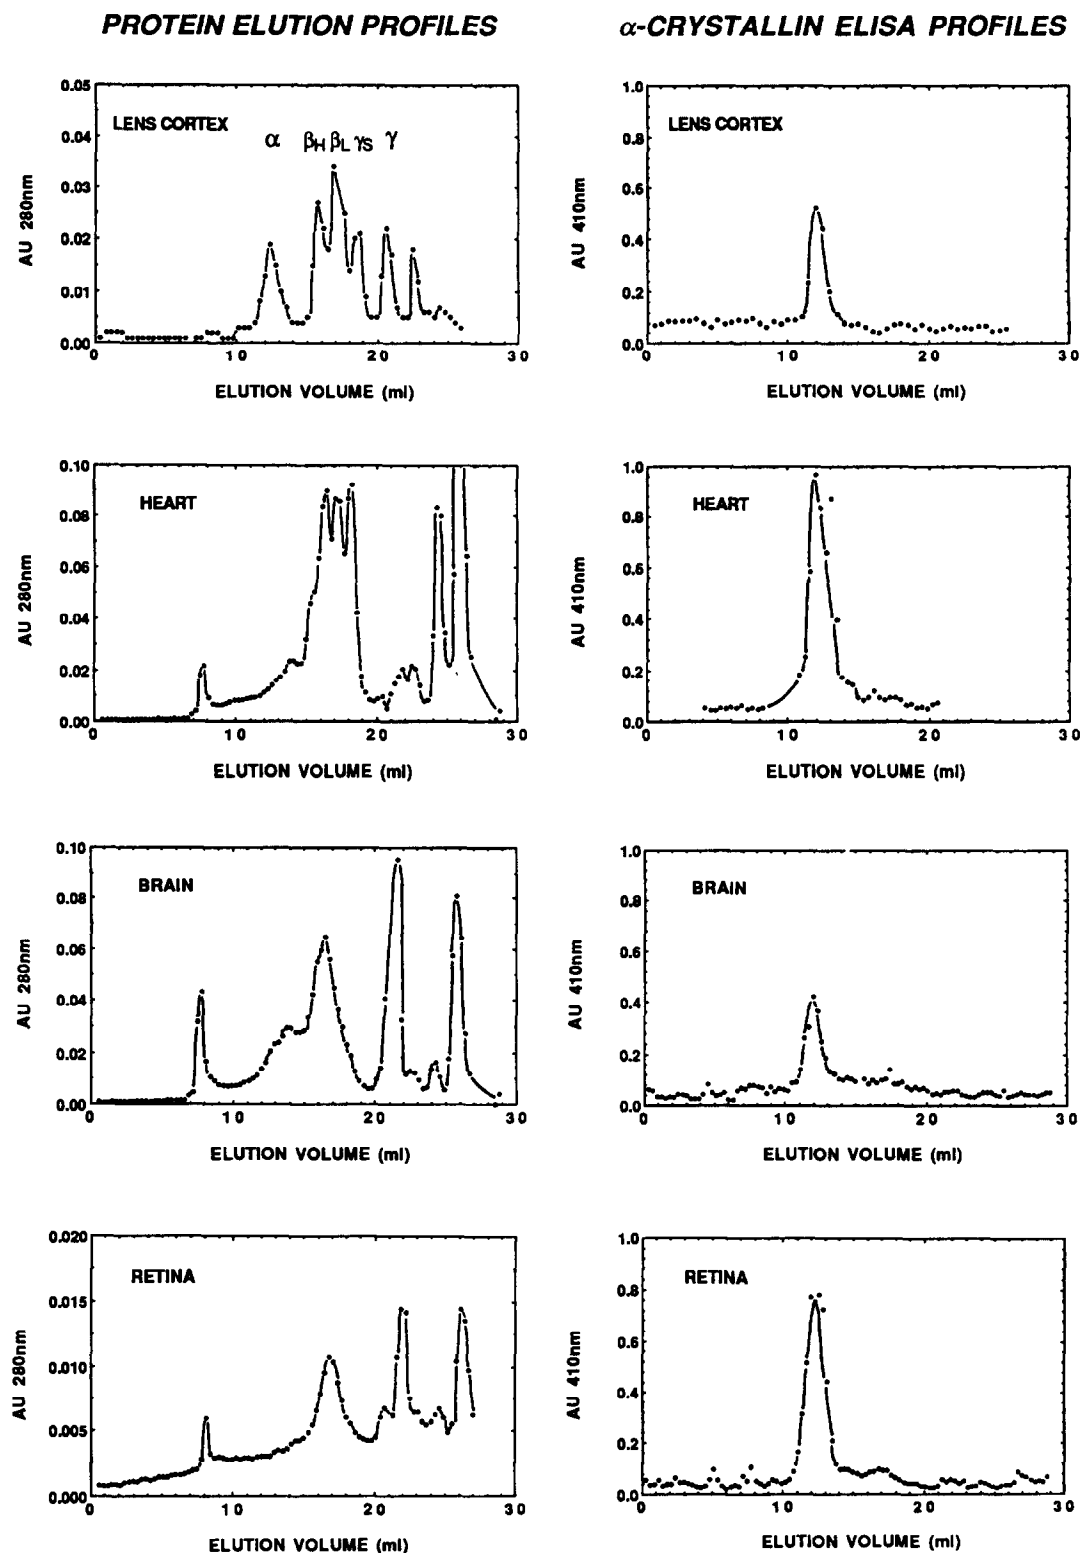 PROTEIN ELUTION PROFILES
α-CRYSTALLIN ELISA PROFILES
0.05
0.04
0.03
0.02
0.01
0.00
AU 280nm
LENS CORTEX
α βH βL γS γ
0 10 20 30
ELUTION VOLUME (ml)
1.0
0.8
0.6
0.4
0.2
0.0
AU 410nm
LENS CORTEX
0 10 20 30
ELUTION VOLUME (ml)
0.10
0.08
0.06
0.04
0.02
0.00
AU 280nm
HEART
0 10 20 30
ELUTION VOLUME (ml)
1.0
0.8
0.6
0.4
0.2
0.0
AU 410nm
HEART
0 10 20 30
ELUTION VOLUME (ml)
0.10
0.08
0.06
0.04
0.02
0.00
AU 280nm
BRAIN
0 10 20 30
ELUTION VOLUME (ml)
1.0
0.8
0.6
0.4
0.2
0.0
AU 410nm
BRAIN
0 10 20 30
ELUTION VOLUME (ml)
0.020
0.015
0.010
0.005
0.000
AU 280nm
RETINA
0 10 20 30
ELUTION VOLUME (ml)
1.0
0.8
0.6
0.4
0.2
0.0
AU 410nm
RETINA
0 10 20 30
ELUTION VOLUME (ml)